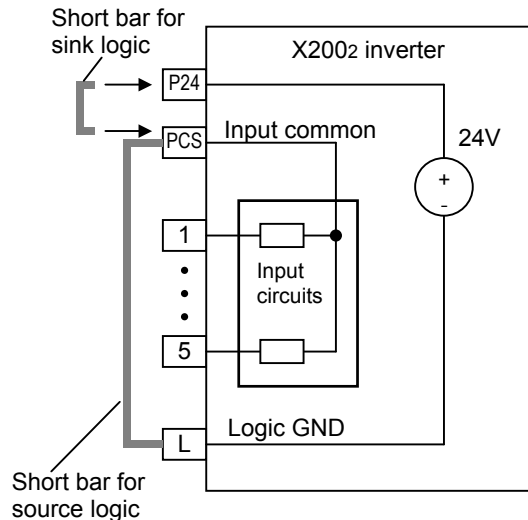 Short bar for
sink logic
X2002 inverter
P24
PCS
Input common
24V
+
-
1
Input
circuits
5
L
Logic GND
Short bar for
source logic